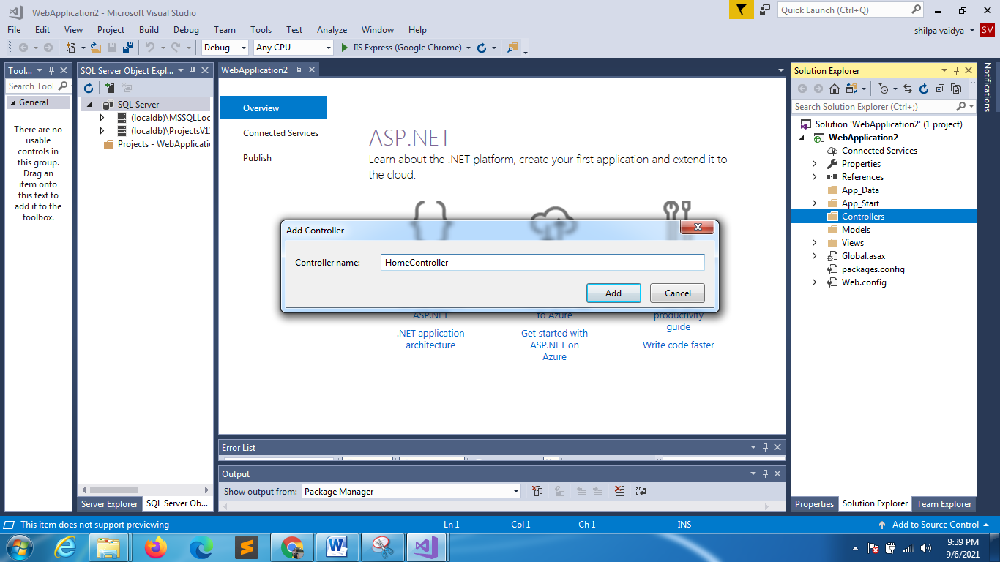 WebApplication2 - Microsoft Visual Studio
Quick Launch (Ctrl+Q)
File Edit View Project Build Debug Team Tools Test Analyze Window Help
shilpa vaidya SV
Debug Any CPU IIS Express (Google Chrome)
Tool...
Search Too
General
There are no
usable
controls in
this group.
Drag an
item onto
this text to
add it to the
toolbox.
SQL Server Object Expl...
SQL Server
(localdb)\MSSQLLoc
(localdb)\ProjectsV1
Projects - WebApplicati
Server Explorer SQL Server Ob...
WebApplication2
Overview
Connected Services
Publish
ASP.NET
Learn about the .NET platform, create your first application and extend it to
the cloud.
Add Controller
Controller name: HomeController
Add Cancel
ASP.NET
.NET application
architecture
to Azure
Get started with
ASP.NET on
Azure
productivity
guide
Write code faster
Error List
Output
Show output from: Package Manager
Solution Explorer
Search Solution Explorer (Ctrl+;)
Solution 'WebApplication2' (1 project)
WebApplication2
Connected Services
Properties
References
App_Data
App_Start
Controllers
Models
Views
Global.asax
packages.config
Web.config
Properties Solution Explorer Team Explorer
Notifications
This item does not support previewing
Ln 1 Col 1 Ch 1 INS
Add to Source Control
9:39 PM
9/6/2021